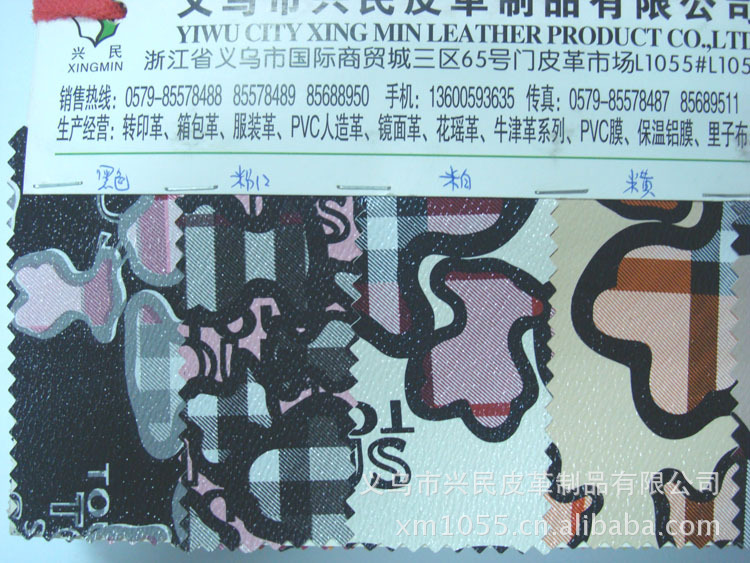 义乌市兴民皮革制品有限公司
兴 民
XINGMIN
YIWU CITY XING MIN LEATHER PRODUCT CO.,LTD
浙江省义乌市国际商贸城三区65号门皮革市场L1055#L105
销售热线：0579-85578488 85578489 85688950 手机：13600593635 传真：0579-85578487 85689511
生产经营：转印革、箱包革、服装革、PVC人造革、镜面革、花瑶革、牛津革系列、PVC膜、保温铝膜、里子布
黑色 粉红 米白 米黄
义乌市兴民皮革制品有限公司
xm1055.cn.alibaba.com